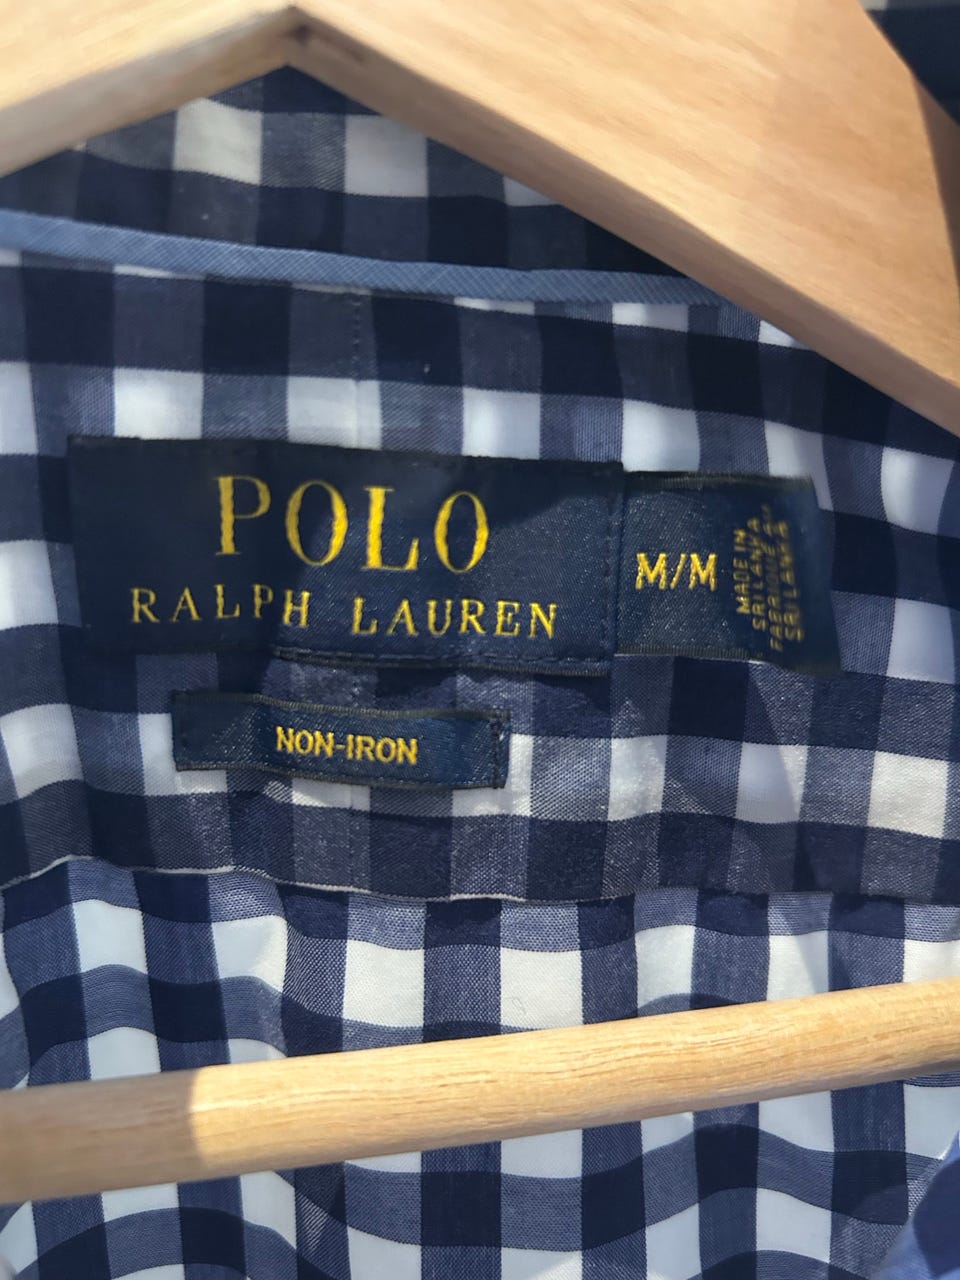 POLO
RALPH LAUREN
M/M
MADE IN
SRI LANKA
FABRIQUE AU
SRI LANKA
NON-IRON